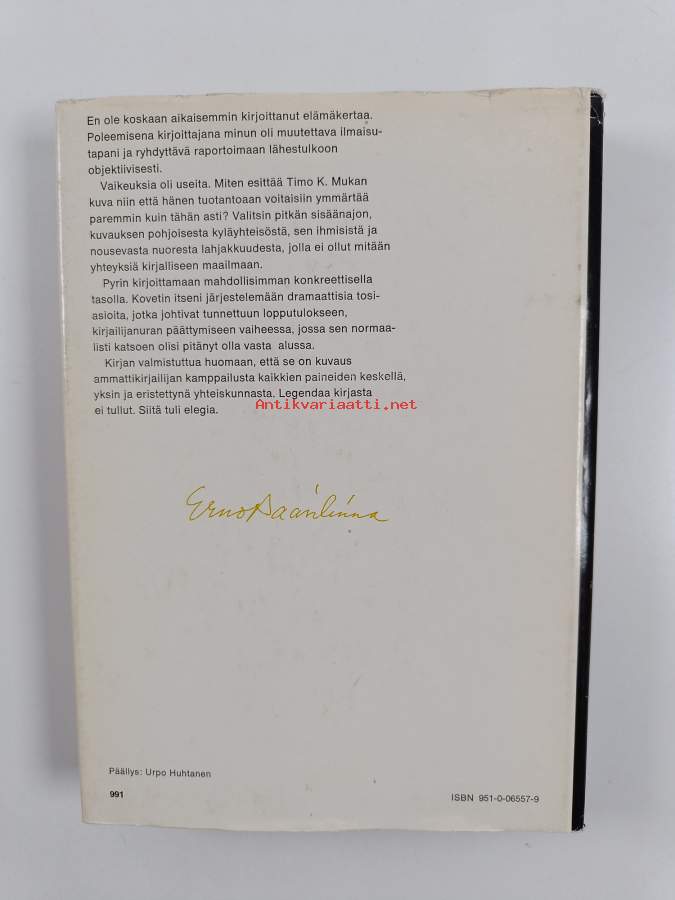 En ole koskaan aikaisemmin kirjoittanut elämäkertaa.
Poleemisena kirjoittajana minun oli muutettava ilmaisu-
tapani ja ryhdyttävä raportoimaan lähestulkoon
objektiivisesti.
Vaikeuksia oli useita. Miten esittää Timo K. Mukan
kuva niin että hänen tuotantoaan voitaisiin ymmärtää
paremmin kuin tähän asti? Valitsin pitkän sisäänajon,
kuvauksen pohjoisesta kyläyhteisöstä, sen ihmisistä ja
nousevasta nuoresta lahjakkuudesta, jolla ei ollut mitään
yhteyksiä kirjalliseen maailmaan.
Pyrin kirjoittamaan mahdollisimman konkreettisella
tasolla. Kovetin itseni järjestelemään dramaattisia tosi-
asioita, jotka johtivat tunnettuun lopputulokseen,
kirjailijanuran päättymiseen vaiheessa, jossa sen normaa-
listi katsoen olisi pitänyt olla vasta alussa.
Kirjan valmistuttua huomaan, että se on kuvaus
ammattikirjailijan kamppailusta kaikkien paineiden keskellä,
yksin ja eristettynä yhteiskunnasta. Legendaa kirjasta
ei tullut. Siitä tuli elegia.
Antikvariaatti.net
Erno Paasilinna
Päällys: Urpo Huhtanen
991
ISBN 951-0-06557-9